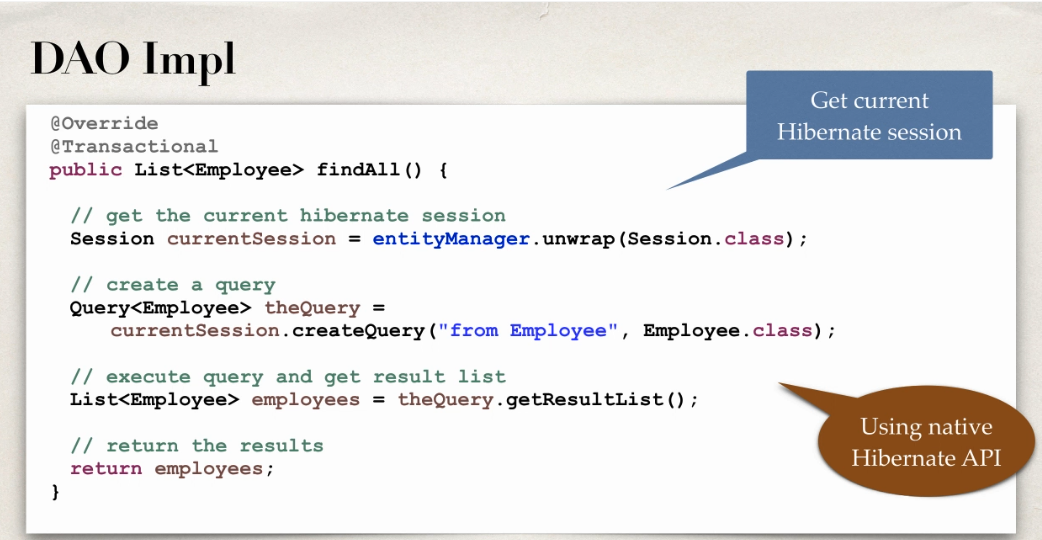 DAO Impl
Get current
Hibernate session
@Override
@Transactional
public List<Employee> findAll() {
// get the current hibernate session
Session currentSession = entityManager.unwrap(Session.class);
// create a query
Query<Employee> theQuery =
currentSession.createQuery("from Employee", Employee.class);
// execute query and get result list
List<Employee> employees = theQuery.getResultList();
// return the results
return employees;
}
Using native
Hibernate API